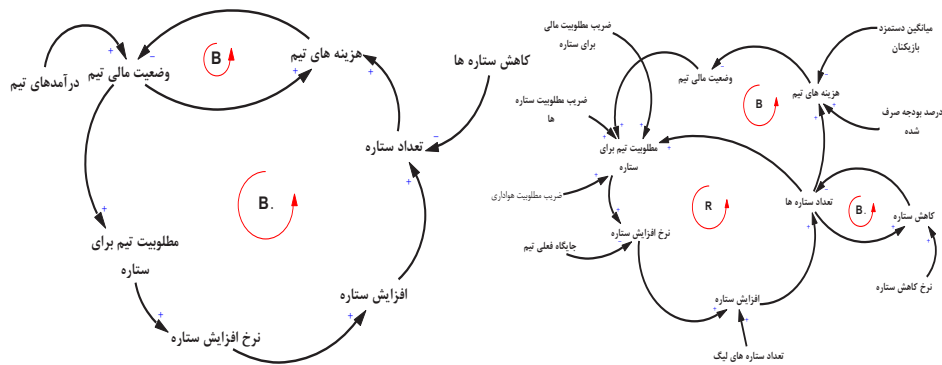 هزینه های تیم
B
وضعیت مالی تیم
درآمدهای تیم
کاهش ستاره ها
تعداد ستاره
B.
مطلوبیت تیم برای
ستاره
افزایش ستاره
نرخ افزایش ستاره
میانگین دستمزد
بازیکنان
ضریب مطلوبیت مالی
برای ستاره
وضعیت مالی تیم
هزینه های تیم
B
ضریب مطلوبیت ستاره
ها
درصد بودجه صرف
شده
مطلوبیت تیم برای
ستاره
ضریب مطلوبیت هواداری
R
تعداد ستاره ها
B.
کاهش ستاره
نرخ افزایش ستاره
جایگاه فعلی تیم
نرخ کاهش ستاره
افزایش ستاره
تعداد ستاره های لیگ